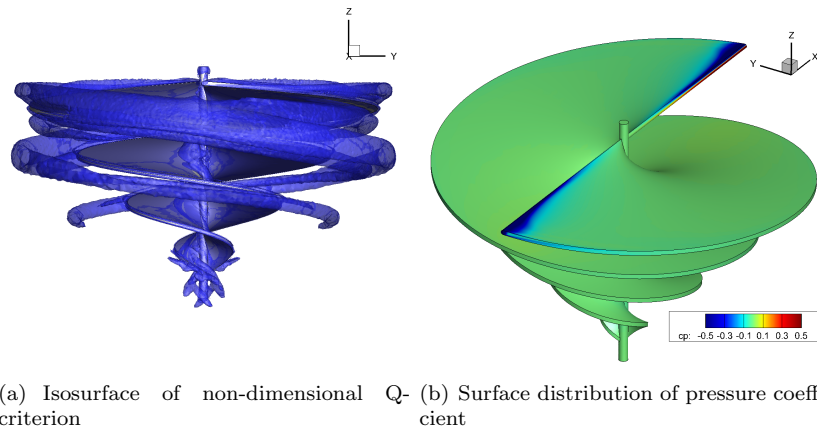 Z
X
Y
Z
Y
X
cp: -0.5 -0.3 -0.1 0.1 0.3 0.5
(a) Isosurface of non-dimensional Q-
criterion
(b) Surface distribution of pressure coeffi
cient